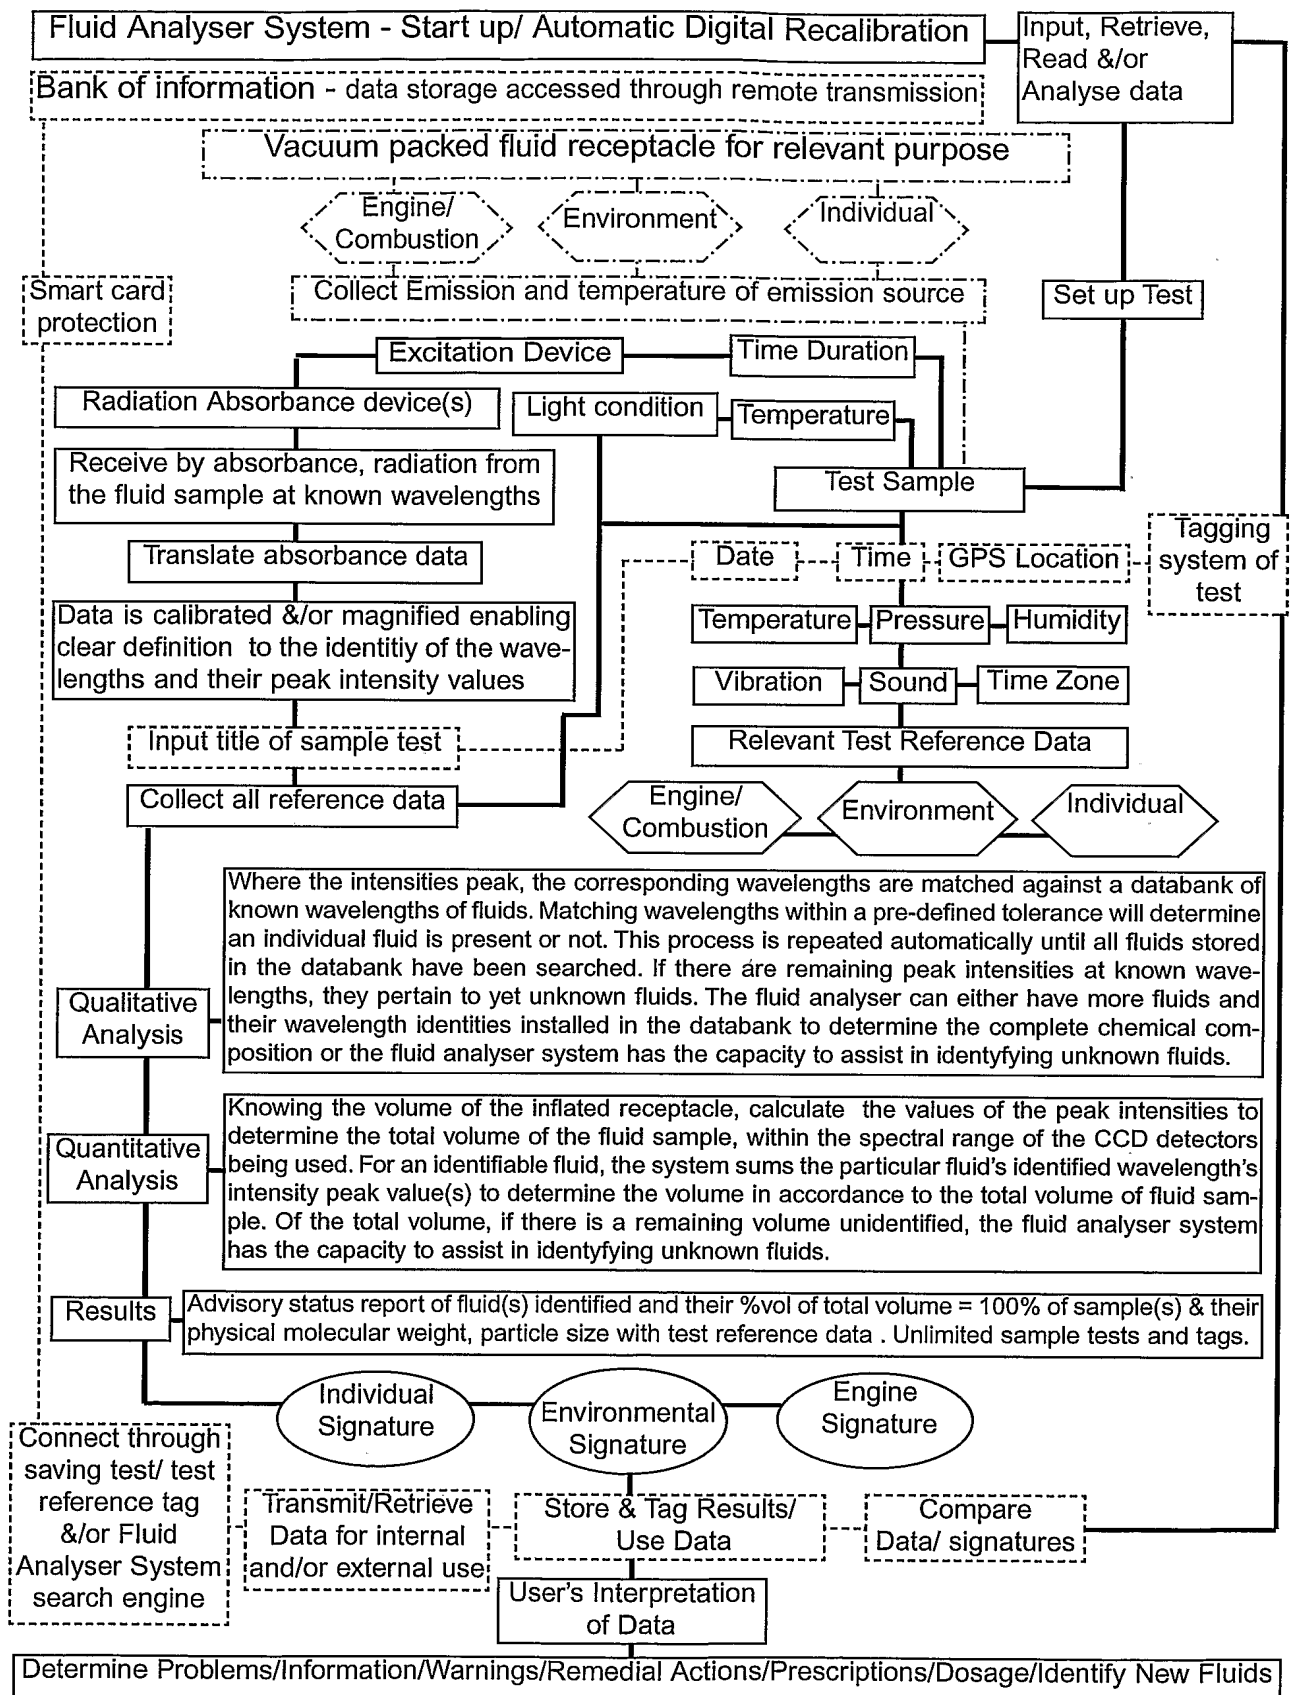 Fluid Analyser System - Start up/ Automatic Digital Recalibration
Input, Retrieve,
Read &/or
Analyse data
Bank of information - data storage accessed through remote transmission
Vacuum packed fluid receptacle for relevant purpose
Engine/
Combustion
Environment
Individual
Smart card
protection
Collect Emission and temperature of emission source
Set up Test
Excitation Device
Time Duration
Radiation Absorbance device(s)
Light condition
Temperature
Receive by absorbance, radiation from
the fluid sample at known wavelengths
Test Sample
Translate absorbance data
Date
Time
GPS Location
Tagging
system of
test
Data is calibrated &/or magnified enabling
clear definition to the identitiy of the wave-
lengths and their peak intensity values
Temperature
Pressure
Humidity
Vibration
Sound
Time Zone
Input title of sample test
Relevant Test Reference Data
Collect all reference data
Engine/
Combustion
Environment
Individual
Qualitative
Analysis
Where the intensities peak, the corresponding wavelengths are matched against a databank of
known wavelengths of fluids. Matching wavelengths within a pre-defined tolerance will determine
an individual fluid is present or not. This process is repeated automatically until all fluids stored
in the databank have been searched. If there are remaining peak intensities at known wave-
lengths, they pertain to yet unknown fluids. The fluid analyser can either have more fluids and
their wavelength identities installed in the databank to determine the complete chemical com-
position or the fluid analyser system has the capacity to assist in identyfying unknown fluids.
Quantitative
Analysis
Knowing the volume of the inflated receptacle, calculate the values of the peak intensities to
determine the total volume of the fluid sample, within the spectral range of the CCD detectors
being used. For an identifiable fluid, the system sums the particular fluid's identified wavelength's
intensity peak value(s) to determine the volume in accordance to the total volume of fluid sam-
ple. Of the total volume, if there is a remaining volume unidentified, the fluid analyser system
has the capacity to assist in identyfying unknown fluids.
Results
Advisory status report of fluid(s) identified and their %vol of total volume = 100% of sample(s) & their
physical molecular weight, particle size with test reference data . Unlimited sample tests and tags.
Individual
Signature
Environmental
Signature
Engine
Signature
Connect through
saving test/ test
reference tag
&/or Fluid
Analyser System
search engine
Transmit/Retrieve
Data for internal
and/or external use
Store & Tag Results/
Use Data
Compare
Data/ signatures
User's Interpretation
of Data
Determine Problems/Information/Warnings/Remedial Actions/Prescriptions/Dosage/Identify New Fluids